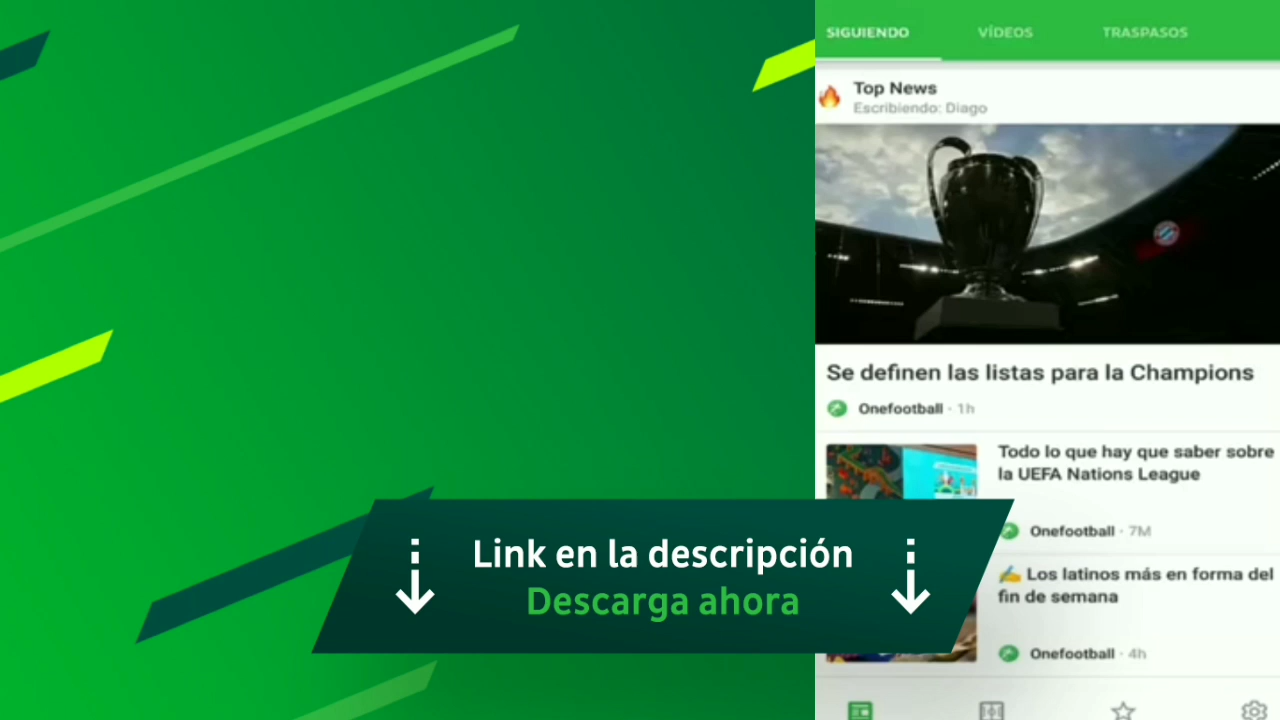 SIGUIENDO
VÍDEOS
TRASPASOS
Top News
Escribiendo: Diago
Se definen las listas para la Champions
Onefootball · 1h
Todo lo que hay que saber sobre
la UEFA Nations League
Onefootball · 7M
✍️ Los latinos más en forma del
fin de semana
Onefootball · 4h
Link en la descripción
Descarga ahora